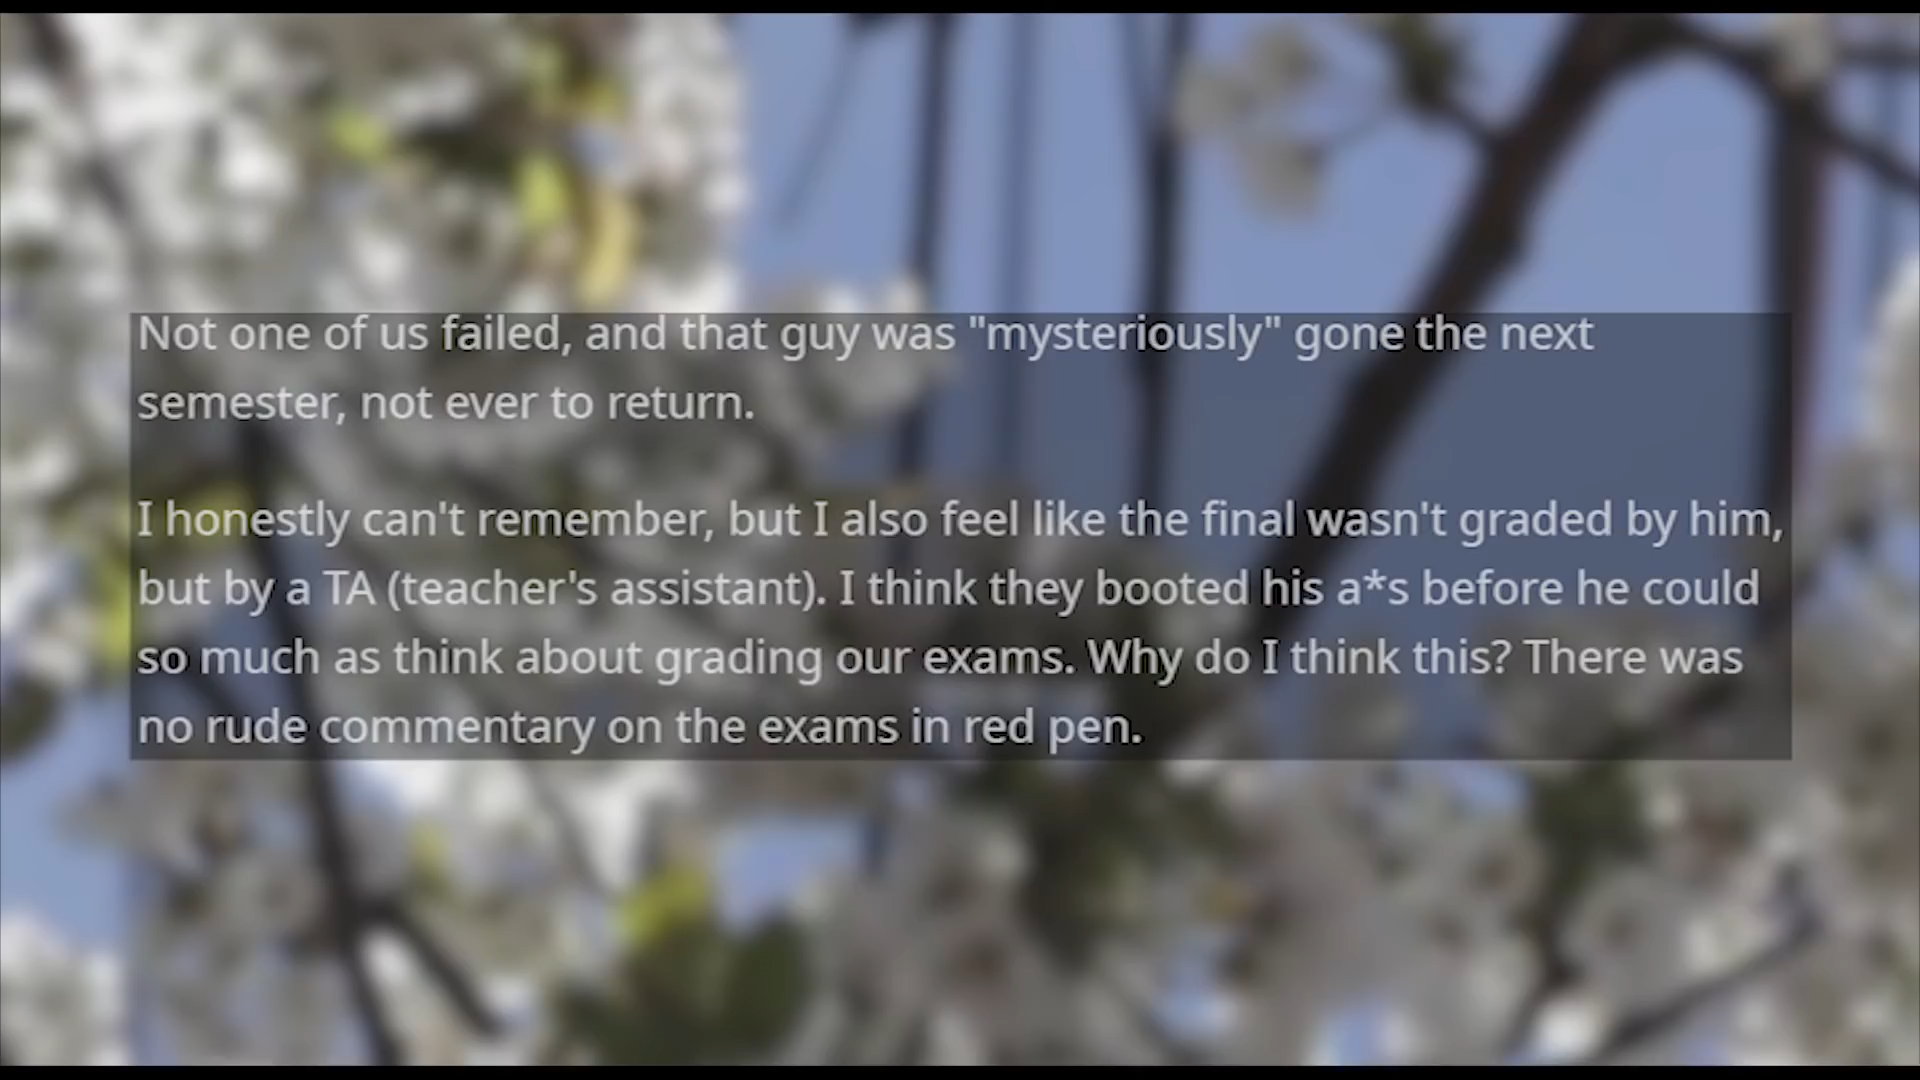 Not one of us failed, and that guy was "mysteriously" gone the next
semester, not ever to return.
I honestly can't remember, but I also feel like the final wasn't graded by him,
but by a TA (teacher's assistant). I think they booted his a*s before he could
so much as think about grading our exams. Why do I think this? There was
no rude commentary on the exams in red pen.